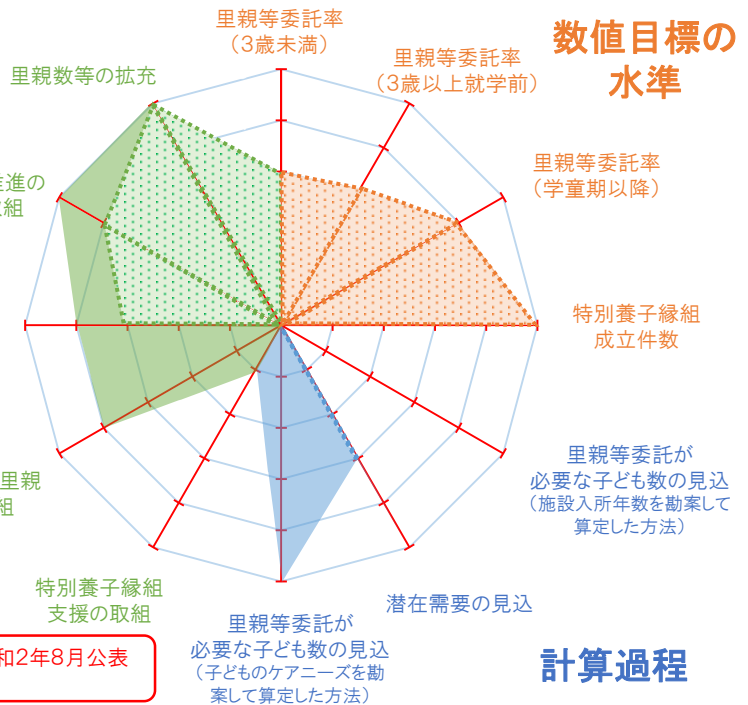 里親等委託率
（3歳未満）
数値目標の
水準
里親等委託率
（3歳以上就学前）
里親数等の拡充
里親等委託率
（学童期以降）
進の
組
特別養子縁組
成立件数
里親等委託が
必要な子ども数の見込
（施設入所年数を勘案して
算定した方法）
里親
組
特別養子縁組
支援の取組
潜在需要の見込
里親等委託が
必要な子ども数の見込
（子どものケアニーズを勘
案して算定した方法）
和2年8月公表
計算過程